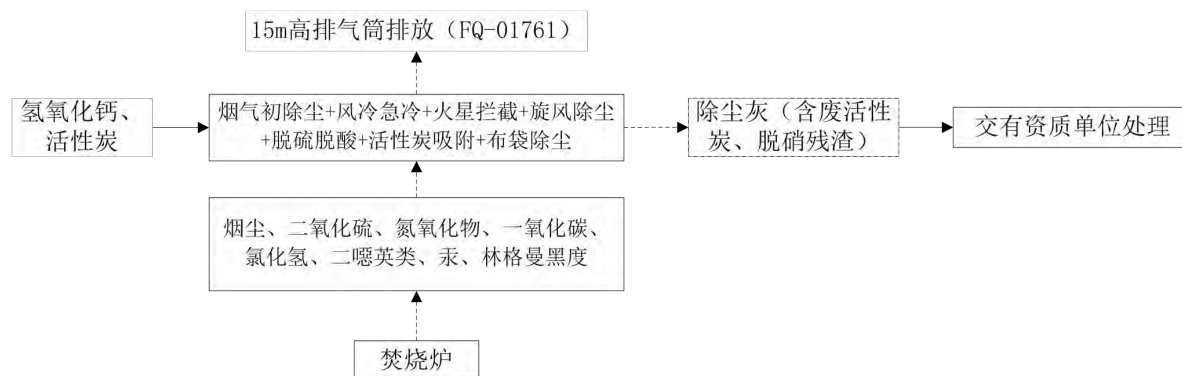 15m高排气筒排放（FQ-01761）
氢氧化钙、
活性炭
烟气初除尘+风冷急冷+火星拦截+旋风除尘
+脱硫脱酸+活性炭吸附+布袋除尘
除尘灰（含废活性
炭、脱硝残渣）
交有资质单位处理
烟尘、二氧化硫、氮氧化物、一氧化碳、
氯化氢、二噁英类、汞、林格曼黑度
焚烧炉